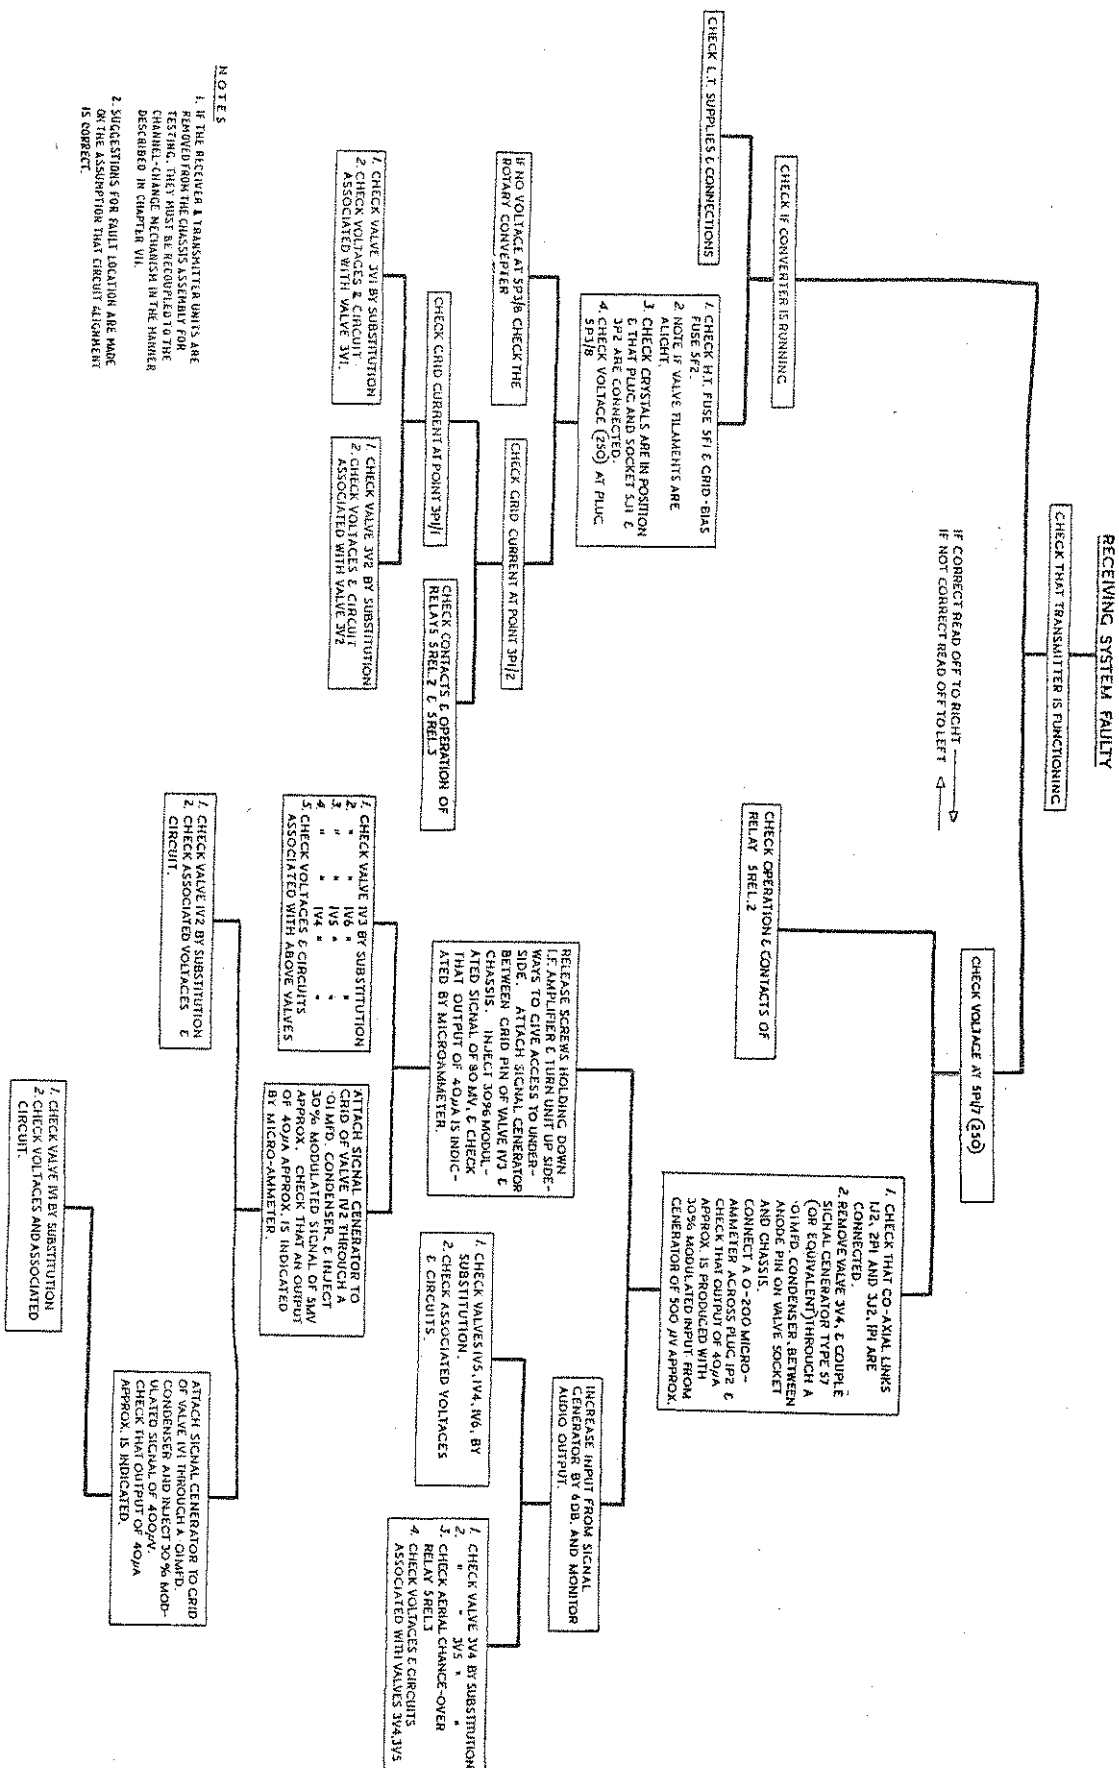 RECEIVING SYSTEM FAULTY
CHECK THAT TRANSMITTER IS FUNCTIONING
IF CORRECT READ OFF TO RIGHT
IF NOT CORRECT READ OFF TO LEFT
CHECK IF CONVERTER IS RUNNING
CHECK VOLTAGE AT 5P1/7 (250)
CHECK L.T. SUPPLIES & CONNECTIONS
1. CHECK H.T. FUSE 5F1 & GRID-BIAS
FUSE 5F2.
2. NOTE IF VALVE FILAMENTS ARE
ALIGHT.
3. CHECK CRYSTALS ARE IN POSITION
& THAT PLUG AND SOCKET 5J1 &
3P2 ARE CONNECTED.
4. CHECK VOLTAGE (250) AT PLUG
5P3/8
CHECK OPERATION & CONTACTS OF
RELAY 5REL.2
1. CHECK THAT CO-AXIAL LINKS
1J2, 2P1 AND 3J2, 1P1 ARE
CONNECTED.
2. REMOVE VALVE 3V4, & COUPLE
SIGNAL GENERATOR TYPE 57
(OR EQUIVALENT) THROUGH A
·01MFD. CONDENSER, BETWEEN
ANODE PIN ON VALVE SOCKET
AND CHASSIS.
CONNECT A 0-200 MICRO-
AMMETER ACROSS PLUG 1P2 &
CHECK THAT OUTPUT OF 40µA
APPROX. IS PRODUCED WITH
30% MODULATED INPUT FROM
GENERATOR OF 500 µV APPROX.
IF NO VOLTAGE AT 5P3/8 CHECK THE
ROTARY CONVERTER
CHECK GRID CURRENT AT POINT 3P1/2
RELEASE SCREWS HOLDING DOWN
I.F. AMPLIFIER & TURN UNIT UP SIDE-
WAYS TO GIVE ACCESS TO UNDER-
SIDE. ATTACH SIGNAL GENERATOR
BETWEEN GRID PIN OF VALVE 1V3 &
CHASSIS. INJECT 30% MODUL-
ATED SIGNAL OF 80 MV, & CHECK
THAT OUTPUT OF 40µA IS INDIC-
ATED BY MICROAMMETER.
INCREASE INPUT FROM SIGNAL
GENERATOR BY 6 DB. AND MONITOR
AUDIO OUTPUT.
CHECK GRID CURRENT AT POINT 3P1/1
CHECK CONTACTS & OPERATION OF
RELAYS 5REL.2 & 5REL.3
1. CHECK VALVE 1V3 BY SUBSTITUTION
2. " " 1V6 " "
3. " " 1V5 " "
4. " " 1V4 " "
5. CHECK VOLTAGES & CIRCUITS
ASSOCIATED WITH ABOVE VALVES
ATTACH SIGNAL GENERATOR TO
GRID OF VALVE 1V2 THROUGH A
·01MFD. CONDENSER, & INJECT
30% MODULATED SIGNAL OF 5MV
APPROX. CHECK THAT AN OUTPUT
OF 40µA APPROX. IS INDICATED
BY MICRO-AMMETER.
1. CHECK VALVES 1V5, 1V4, 1V6, BY
SUBSTITUTION.
2. CHECK ASSOCIATED VOLTAGES
& CIRCUITS.
1. CHECK VALVE 3V4 BY SUBSTITUTION
2. " " 3V5 " "
3. CHECK AERIAL CHANGE-OVER
RELAY 5REL.3
4. CHECK VOLTAGES & CIRCUITS
ASSOCIATED WITH VALVES 3V4, 3V5
1. CHECK VALVE 3V1 BY SUBSTITUTION
2. CHECK VOLTAGES & CIRCUIT
ASSOCIATED WITH VALVE 3V1.
1. CHECK VALVE 3V2 BY SUBSTITUTION
2. CHECK VOLTAGES & CIRCUIT
ASSOCIATED WITH VALVE 3V2
1. CHECK VALVE 1V2 BY SUBSTITUTION
2. CHECK ASSOCIATED VOLTAGES &
CIRCUIT.
ATTACH SIGNAL GENERATOR TO GRID
OF VALVE 1V1 THROUGH A ·01MFD.
CONDENSER AND INJECT 30% MOD-
ULATED SIGNAL OF 400µV.
CHECK THAT OUTPUT OF 40µA
APPROX. IS INDICATED.
1. CHECK VALVE 1V1 BY SUBSTITUTION
2. CHECK VOLTAGES AND ASSOCIATED
CIRCUIT.
NOTES
1. IF THE RECEIVER & TRANSMITTER UNITS ARE
REMOVED FROM THE CHASSIS ASSEMBLY FOR
TESTING, THEY MUST BE RECOUPLED TO THE
CHANNEL-CHANGE MECHANISM IN THE MANNER
DESCRIBED IN CHAPTER VII.
2. SUGGESTIONS FOR FAULT LOCATION ARE MADE
ON THE ASSUMPTION THAT CIRCUIT ALIGNMENT
IS CORRECT.